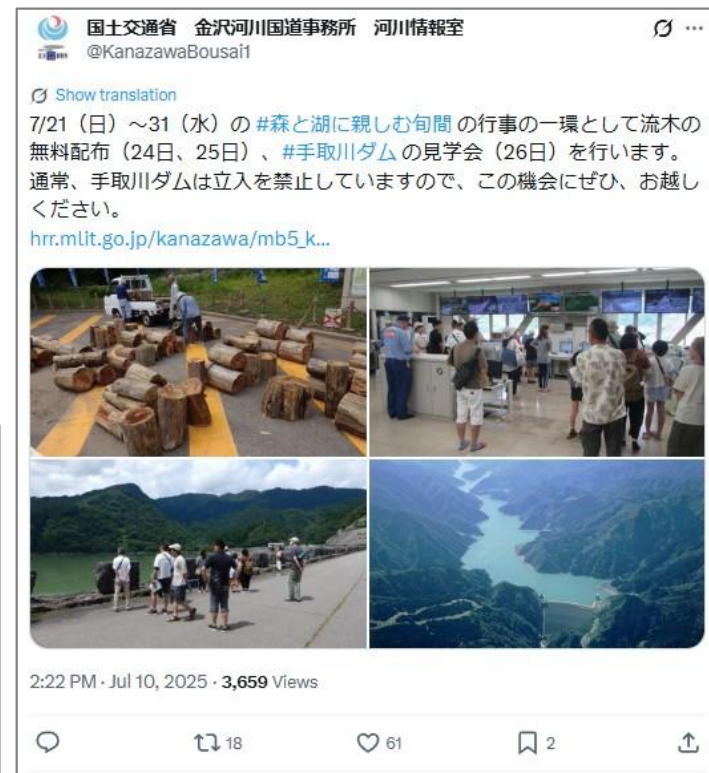 国土交通省 金沢河川国道事務所 河川情報室
@KanazawaBousai1
Show translation
7/21（日）～31（水）の #森と湖に親しむ旬間 の行事の一環として流木の
無料配布（24日、25日）、#手取川ダム の見学会（26日）を行います。
通常、手取川ダムは立入を禁止していますので、この機会にぜひ、お越し
ください。
hrr.mlit.go.jp/kanazawa/mb5_k...
2:22 PM · Jul 10, 2025 · 3,659 Views
18
61
2